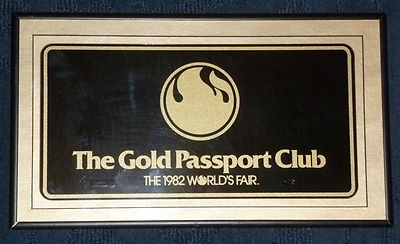 The Gold Passport Club
THE 1982 WORLD'S FAIR.